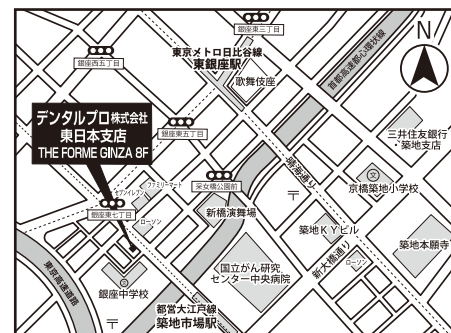 銀座東三丁目
N
東京メトロ日比谷線
東銀座駅
銀座西五丁目
歌舞伎座
首都高速都心環状線
デンタルプロ株式会社
東日本支店
THE FORME GINZA 8F
銀座東五丁目
三井住友銀行
築地支店
晴海通り
文
京橋築地小学校
ファミリーマート
セブンイレブン
采女橋公園前
銀座東七丁目
ローソン
新橋演舞場
築地KYビル
新大橋通り
築地本願寺
ローソン
国立がん研究
センター中央病院
東京高速道路
文
銀座中学校
都営大江戸線
築地市場駅